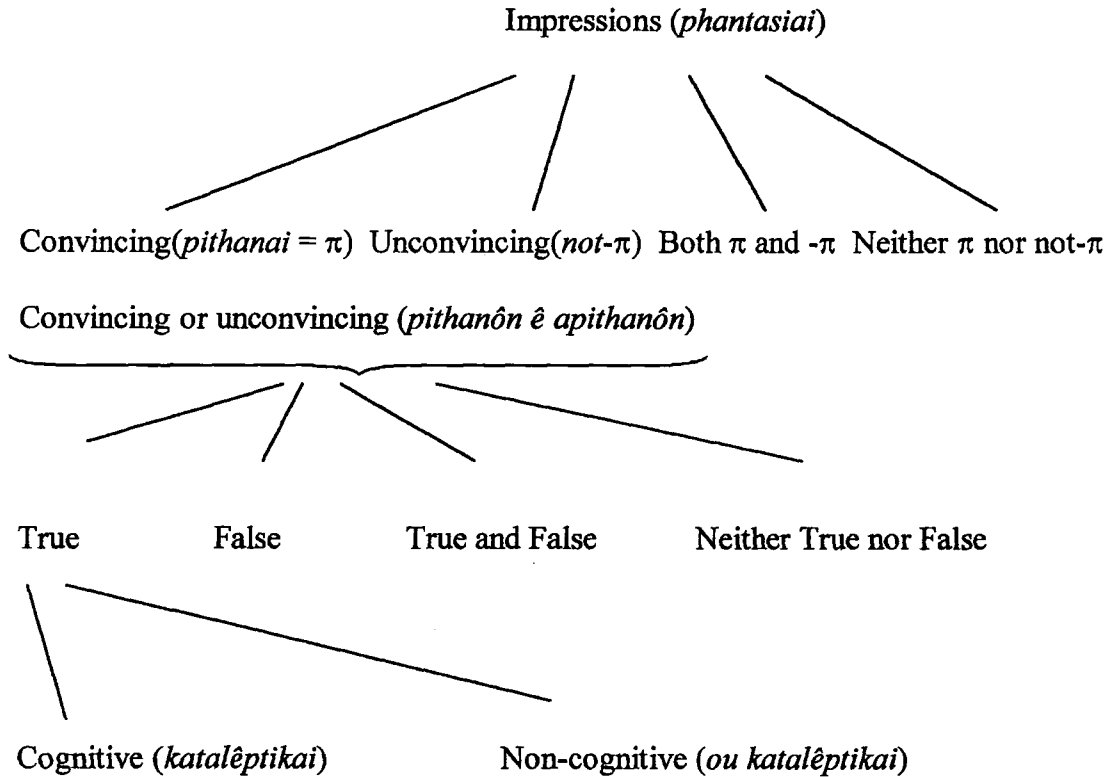 Impressions (phantasiai)
Convincing(pithanai = π) Unconvincing(not-π) Both π and -π Neither π nor not-π
Convincing or unconvincing (pithanôn ê apithanôn)
True False True and False Neither True nor False
Cognitive (katalêptikai) Non-cognitive (ou katalêptikai)